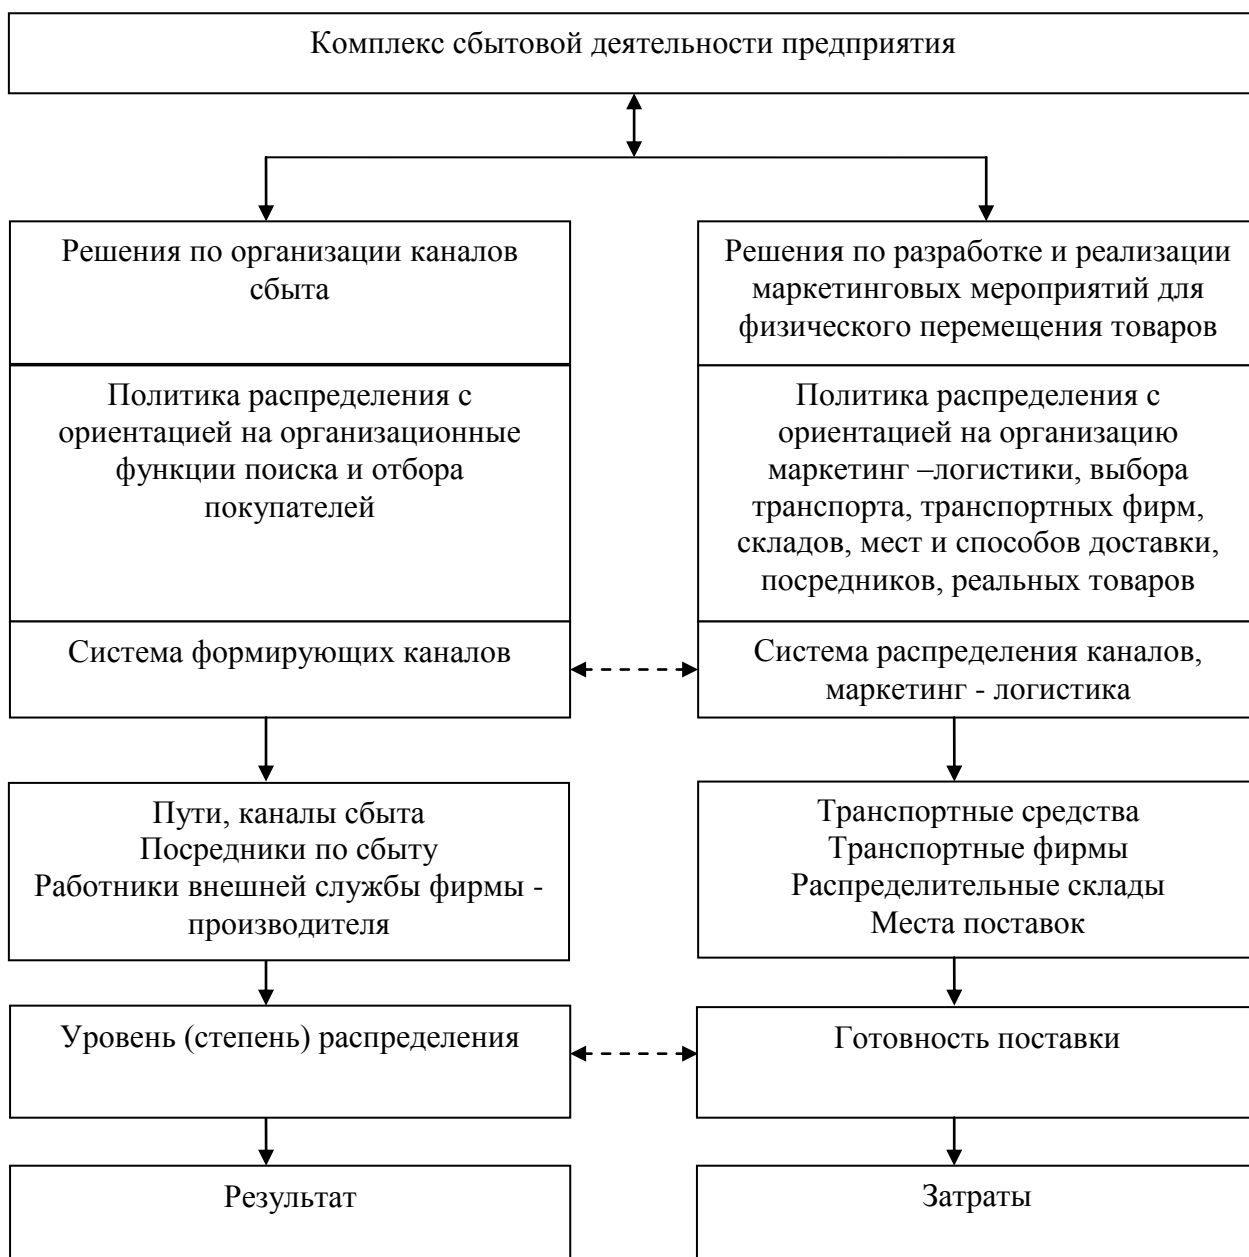 Комплекс сбытовой деятельности предприятия
Решения по организации каналов
сбыта
Решения по разработке и реализации
маркетинговых мероприятий для
физического перемещения товаров
Политика распределения с
ориентацией на организационные
функции поиска и отбора
покупателей
Политика распределения с
ориентацией на организацию
маркетинг –логистики, выбора
транспорта, транспортных фирм,
складов, мест и способов доставки,
посредников, реальных товаров
Система формирующих каналов
Система распределения каналов,
маркетинг - логистика
Пути, каналы сбыта
Посредники по сбыту
Работники внешней службы фирмы -
производителя
Транспортные средства
Транспортные фирмы
Распределительные склады
Места поставок
Уровень (степень) распределения
Готовность поставки
Результат
Затраты